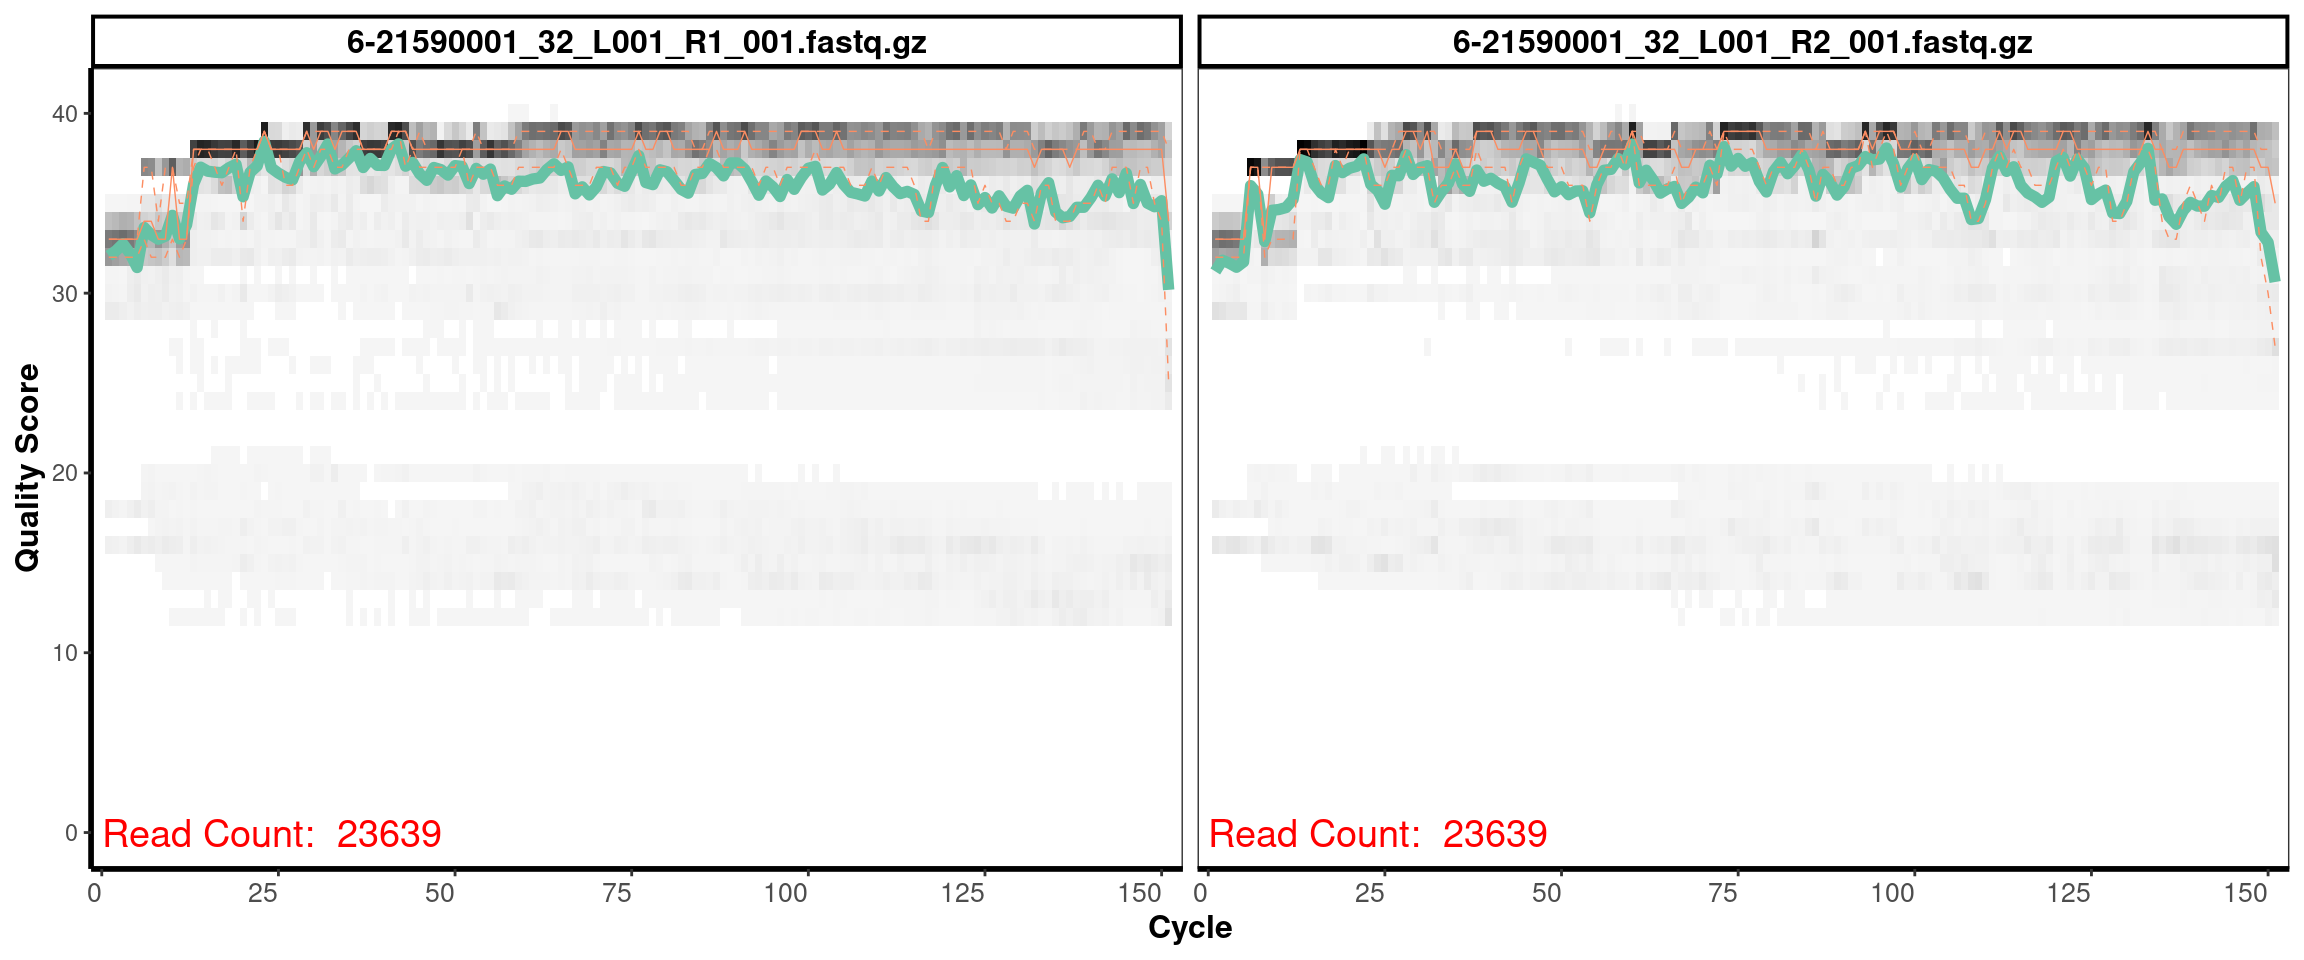 6-21590001_32_L001_R1_001.fastq.gz
6-21590001_32_L001_R2_001.fastq.gz
Quality Score
40
30
20
10
0
Read Count:  23639
Read Count:  23639
0 25 50 75 100 125 150
0 25 50 75 100 125 150
Cycle